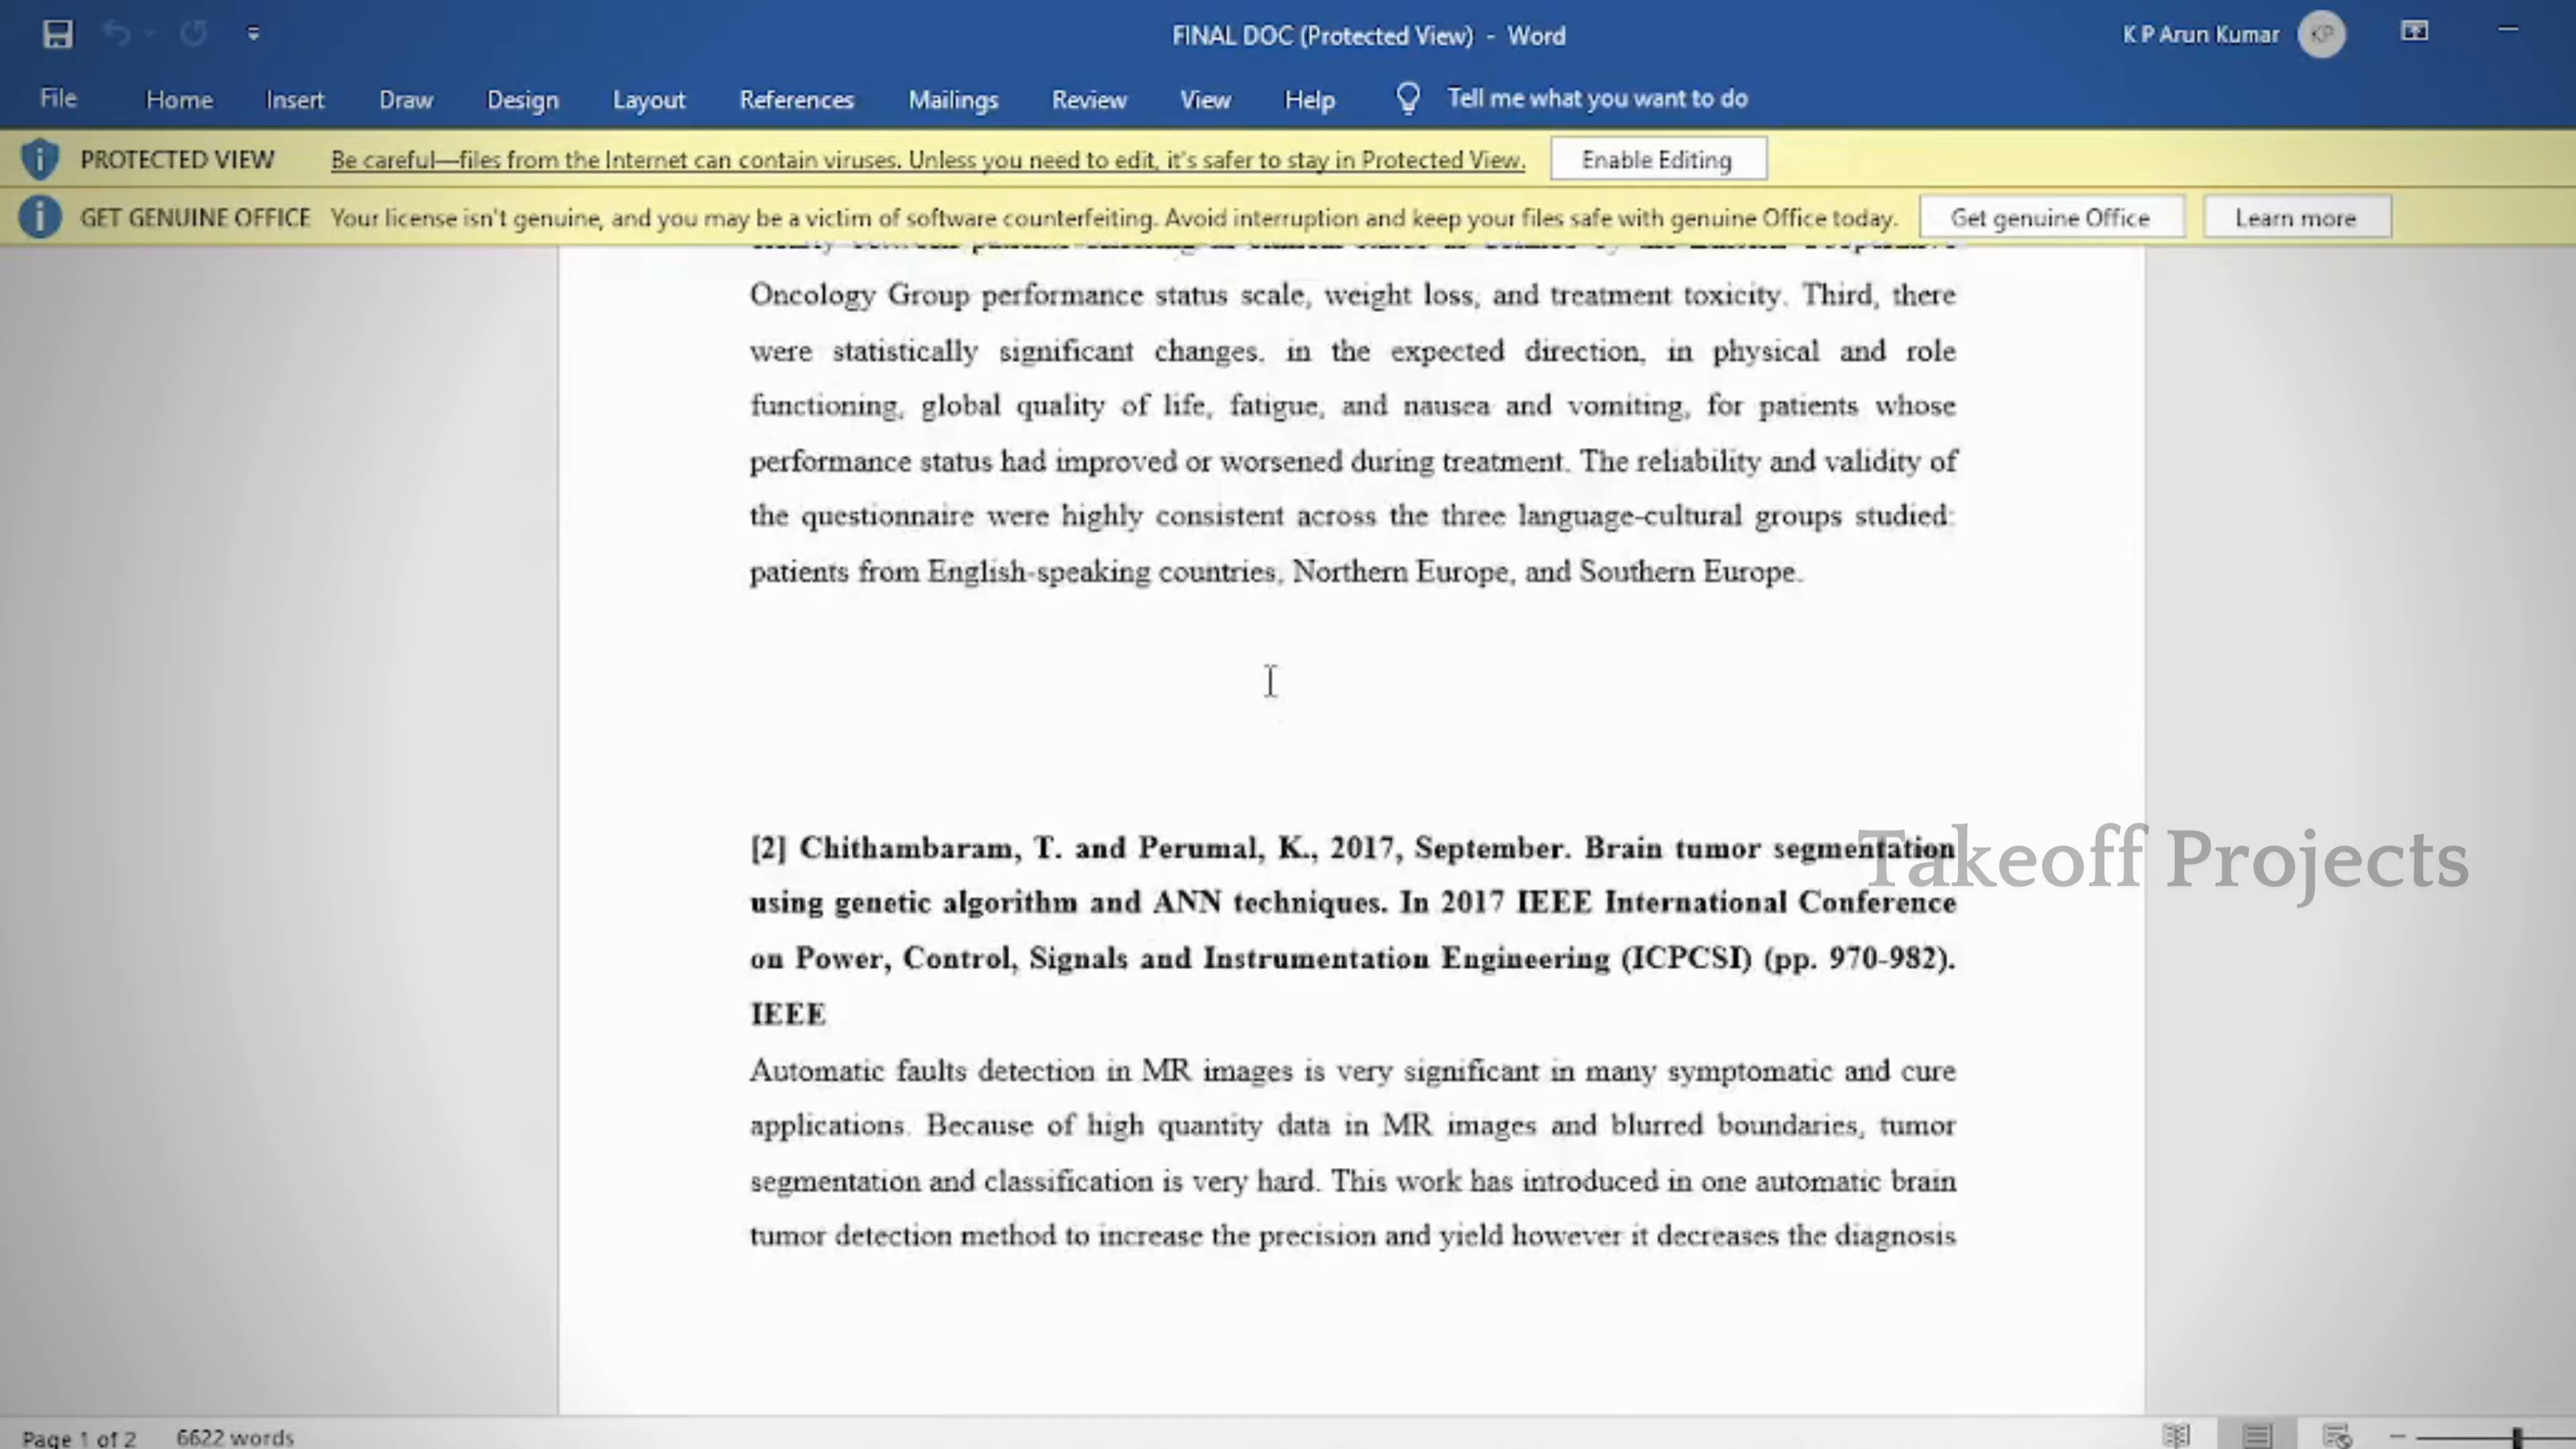 FINAL DOC (Protected View) - Word
K P Arun Kumar
KP
File Home Insert Draw Design Layout References Mailings Review View Help Tell me what you want to do
PROTECTED VIEW Be careful—files from the Internet can contain viruses. Unless you need to edit, it's safer to stay in Protected View. Enable Editing
GET GENUINE OFFICE Your license isn't genuine, and you may be a victim of software counterfeiting. Avoid interruption and keep your files safe with genuine Office today. Get genuine Office Learn more
Oncology Group performance status scale, weight loss, and treatment toxicity. Third, there
were statistically significant changes. in the expected direction, in physical and role
functioning, global quality of life, fatigue, and nausea and vomiting, for patients whose
performance status had improved or worsened during treatment. The reliability and validity of
the questionnaire were highly consistent across the three language-cultural groups studied:
patients from English-speaking countries, Northern Europe, and Southern Europe.
[2] Chithambaram, T. and Perumal, K., 2017, September. Brain tumor segmentation
Takeoff Projects
using genetic algorithm and ANN techniques. In 2017 IEEE International Conference
on Power, Control, Signals and Instrumentation Engineering (ICPCSI) (pp. 970-982).
IEEE
Automatic faults detection in MR images is very significant in many symptomatic and cure
applications. Because of high quantity data in MR images and blurred boundaries, tumor
segmentation and classification is very hard. This work has introduced in one automatic brain
tumor detection method to increase the precision and yield however it decreases the diagnosis
Page 1 of 2 6622 words